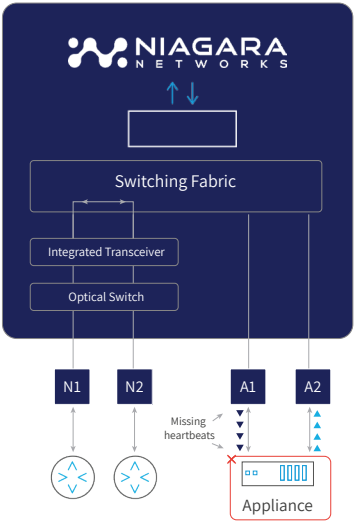 NIAGARA
NETWORKS
Switching Fabric
Integrated Transceiver
Optical Switch
N1
N2
A1
A2
Missing
heartbeats
Appliance